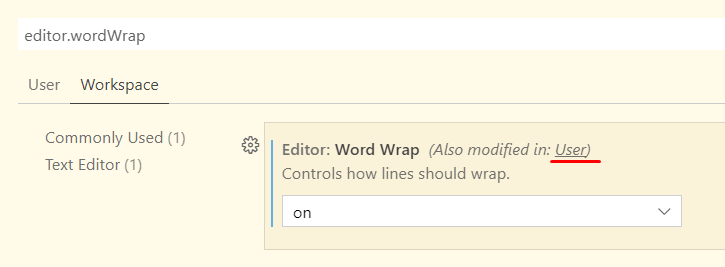 editor.wordWrap
User Workspace
Commonly Used (1)
Text Editor (1)
Editor: Word Wrap (Also modified in: User)
Controls how lines should wrap.
on